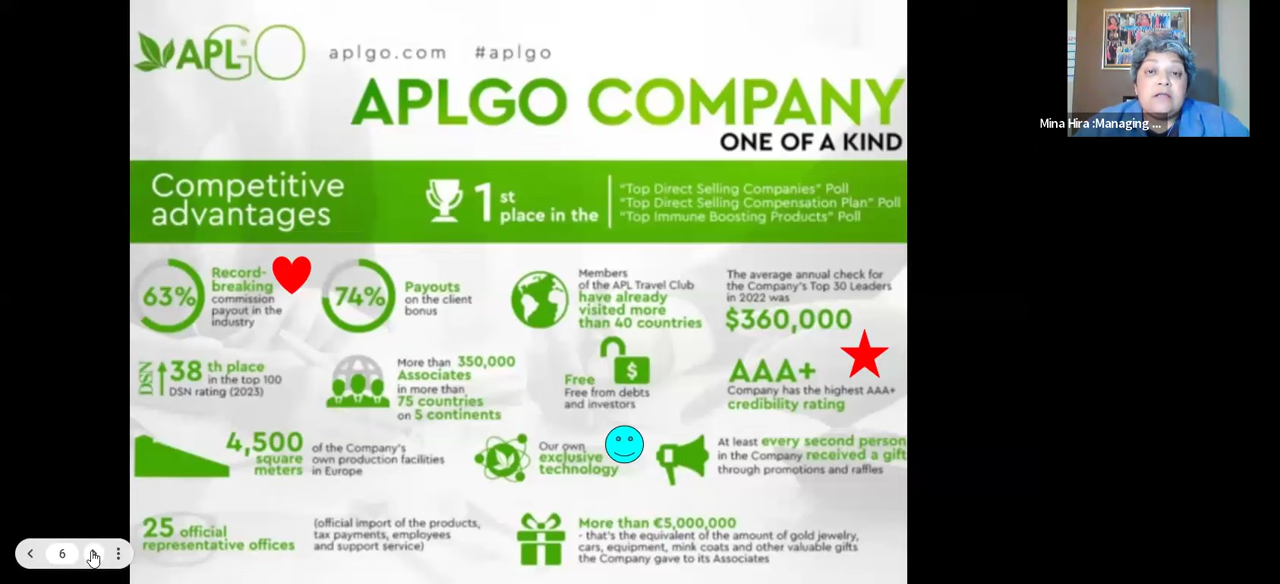 APLGO
aplgo.com #aplgo
APLGO COMPANY
ONE OF A KIND
Competitive
advantages
1st
place in the
"Top Direct Selling Companies" Poll
"Top Direct Selling Compensation Plan" Poll
"Top Immune Boosting Products" Poll
63%
Record-
breaking
commission
payout in the
industry
74%
Payouts
on the client
bonus
Members
of the APL Travel Club
have already
visited more
than 40 countries
The average annual check for
the Company's Top 30 Leaders
in 2022 was
$360,000
DSN
38 th place
in the top 100
DSN rating (2023)
More than 350,000
Associates
in more than
75 countries
on 5 continents
$
Free
Free from debts
and investors
AAA+
Company has the highest AAA+
credibility rating
4,500
square
meters
of the Company's
own production facilities
in Europe
Our own
exclusive
technology
At least every second person
in the Company received a gift
through promotions and raffles
25 official
representative offices
(official import of the products,
tax payments, employees
and support service)
More than €5,000,000
- that's the equivalent of the amount of gold jewelry,
cars, equipment, mink coats and other valuable gifts
the Company gave to its Associates
Mina Hira :Managing ...
6